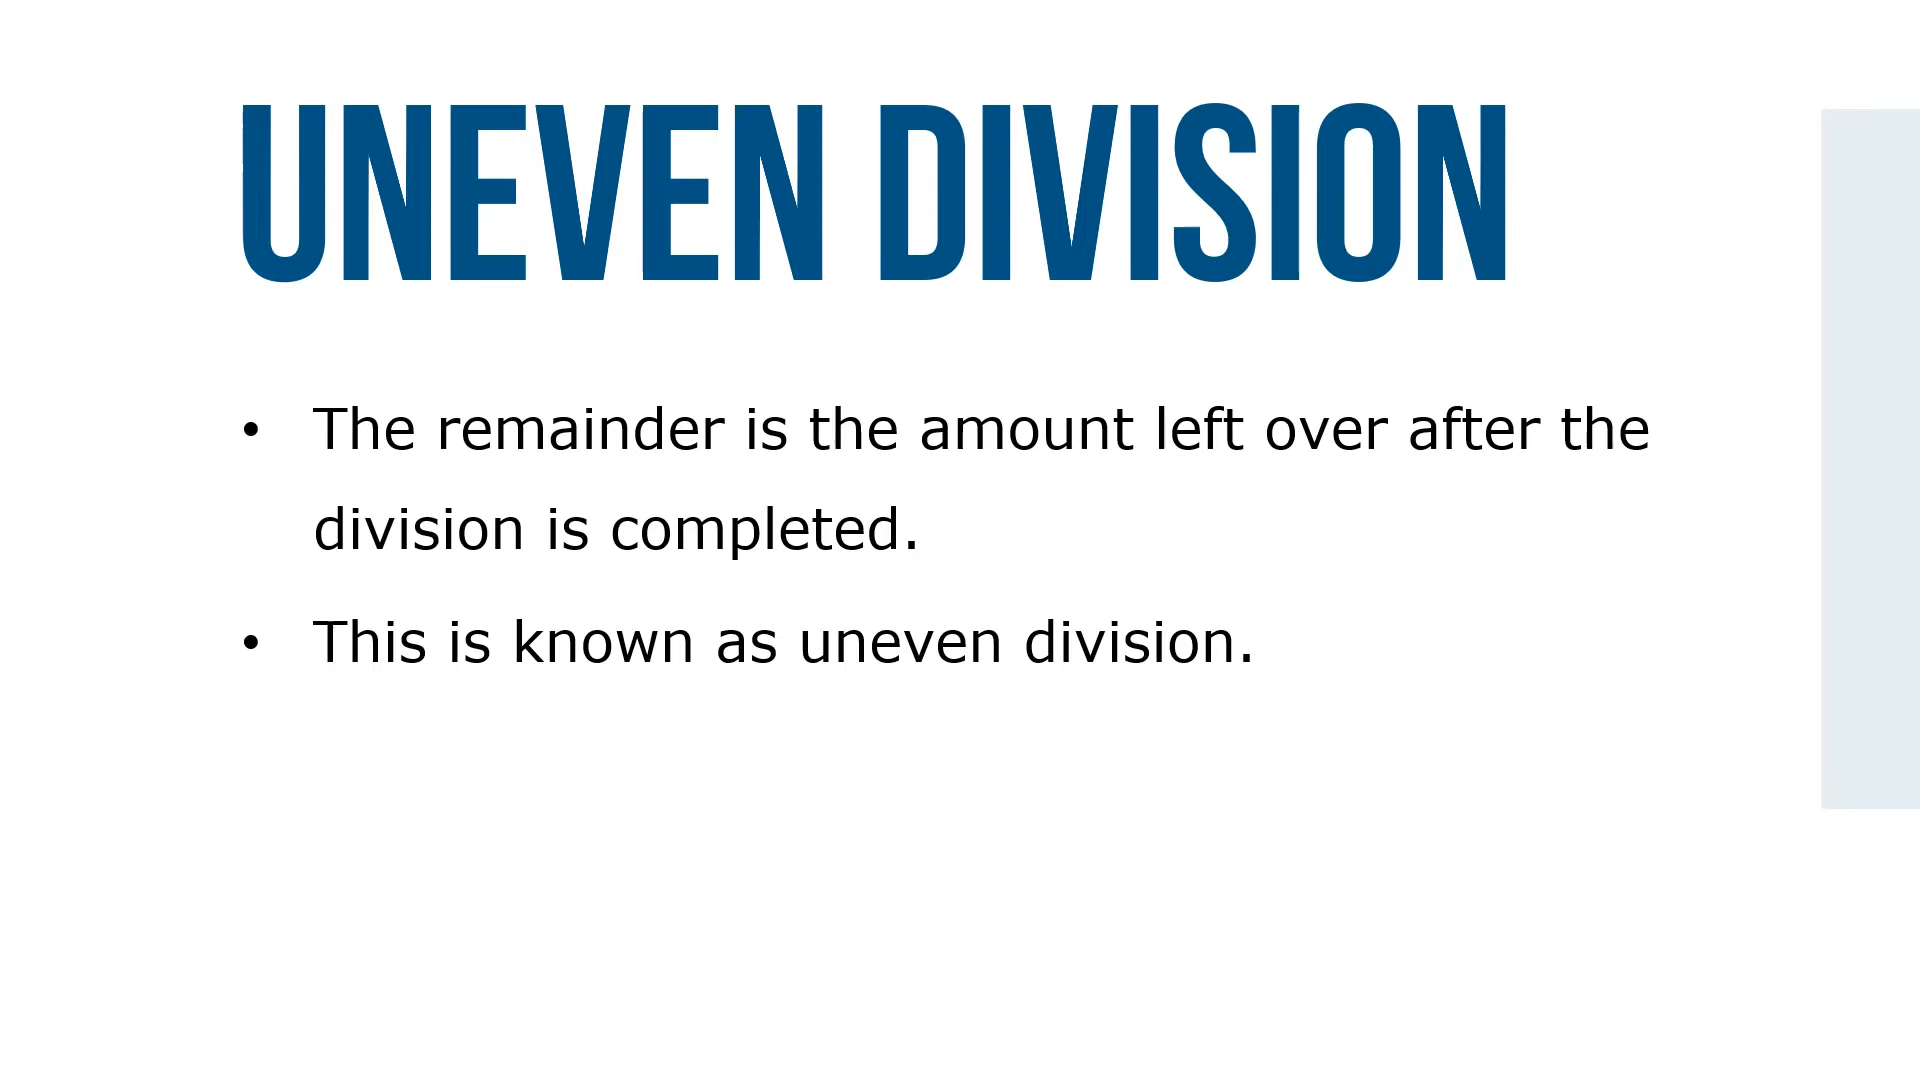 UNEVEN DIVISION
• The remainder is the amount left over after the
division is completed.
• This is known as uneven division.